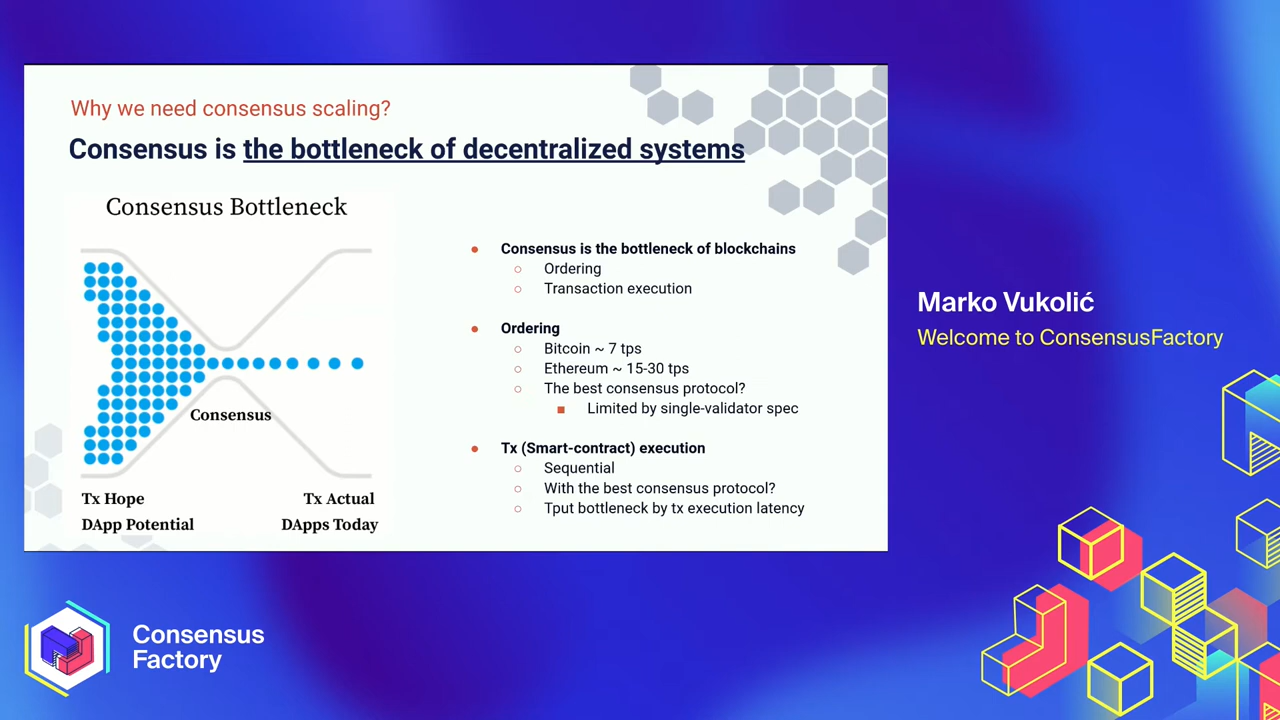 Why we need consensus scaling?
Consensus is the bottleneck of decentralized systems
Consensus Bottleneck
Consensus
Tx Hope
Tx Actual
DApp Potential
DApps Today
● Consensus is the bottleneck of blockchains
○ Ordering
○ Transaction execution
● Ordering
○ Bitcoin ~ 7 tps
○ Ethereum ~ 15-30 tps
○ The best consensus protocol?
■ Limited by single-validator spec
● Tx (Smart-contract) execution
○ Sequential
○ With the best consensus protocol?
○ Tput bottleneck by tx execution latency
Marko Vukolić
Welcome to ConsensusFactory
Consensus
Factory